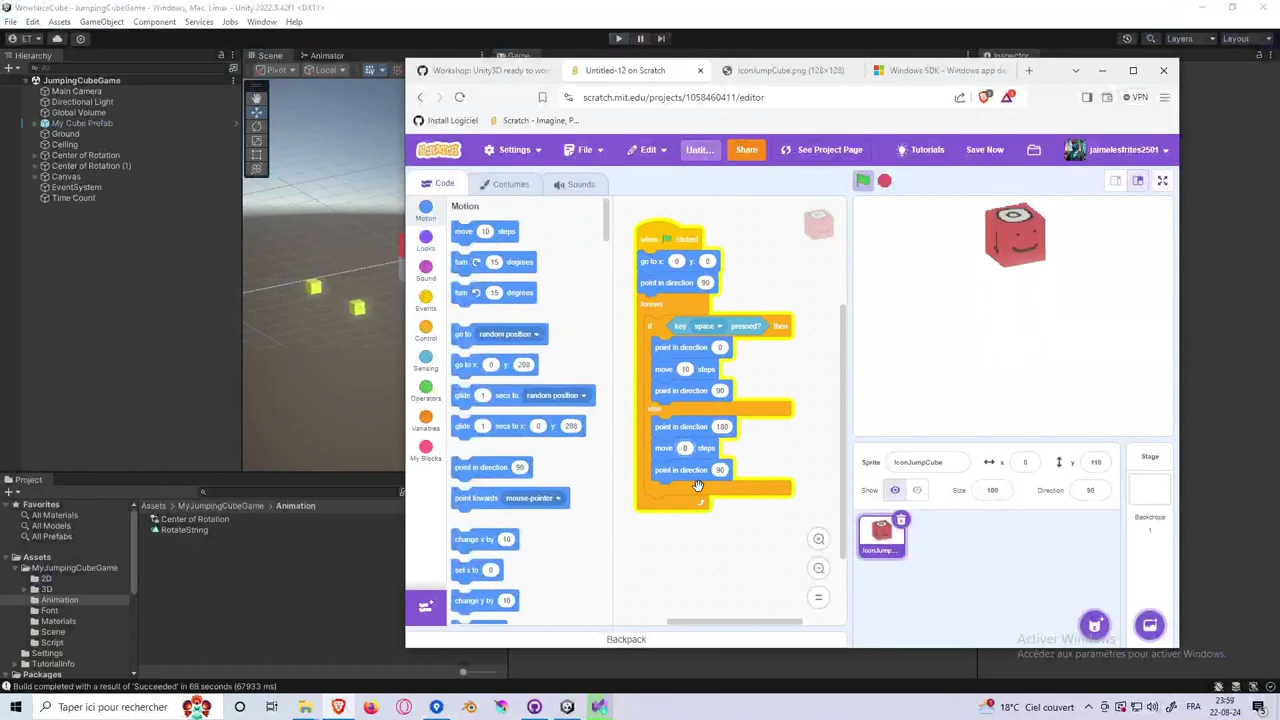 WowNiceCube - JumpingCubeGame - Windows, Mac, Linux - Unity 2022.3.42f1 <DX11>
File Edit Assets GameObject Component Services Jobs Window Help
ET Layers Layout
Hierarchy Scene Animator Game Inspector
All Pivot Local
JumpingCubeGame
Main Camera
Directional Light
Global Volume
My Cube Prefab
Ground
Celling
Center of Rotation
Center of Rotation (1)
Canvas
EventSystem
Time Count
Workshop: Unity3D ready to wor Untitled-12 on Scratch IconJumpCube.png (128×128) Windows SDK - Windows app de
scratch.mit.edu/projects/1058460411/editor VPN
Install Logiciel Scratch - Imagine, P...
SCRATCH Settings File Edit Untit... Share See Project Page Tutorials Save Now jaimelesfrites2501
Code Costumes Sounds
Motion
Looks
Sound
Events
Control
Sensing
Operators
Variables
My Blocks
Motion
move 10 steps
turn 15 degrees
turn 15 degrees
go to random position
go to x: 0 y: 208
glide 1 secs to random position
glide 1 secs to x: 0 y: 208
point in direction 90
point towards mouse-pointer
change x by 10
set x to 0
change y by 10
when clicked
go to x: 0 y: 0
point in direction 90
forever
if key space pressed? then
point in direction 0
move 10 steps
point in direction 90
else
point in direction 180
move 0 steps
point in direction 90
Sprite IconJumpCube x 0 y 110
Show Size 100 Direction 90
IconJump...
Stage
Backdrops
1
Backpack
Project
Favorites
All Materials
All Models
All Prefabs
Assets
MyJumpingCubeGame
2D
3D
Animation
Font
Materials
Scene
Script
Settings
TutorialInfo
Packages
Assets > MyJumpingCubeGame > Animation
Center of Rotation
RotateString
Activer Windows
Accédez aux paramètres pour activer Windows.
Build completed with a result of 'Succeeded' in 68 seconds (67933 ms)
Taper ici pour rechercher 18°C Ciel couvert FRA 23:59
22-08-24